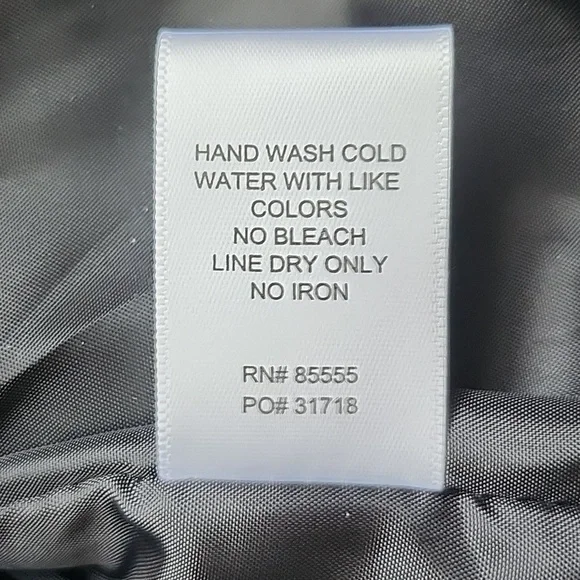 HAND WASH COLD
WATER WITH LIKE
COLORS
NO BLEACH
LINE DRY ONLY
NO IRON
RN# 85555
PO# 31718